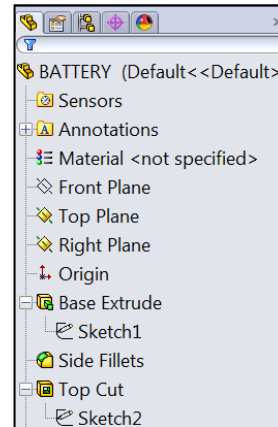 BATTERY (Default<<Default>
Sensors
A Annotations
Material <not specified>
Front Plane
Top Plane
Right Plane
Origin
Base Extrude
Sketch1
Side Fillets
Top Cut
Sketch2